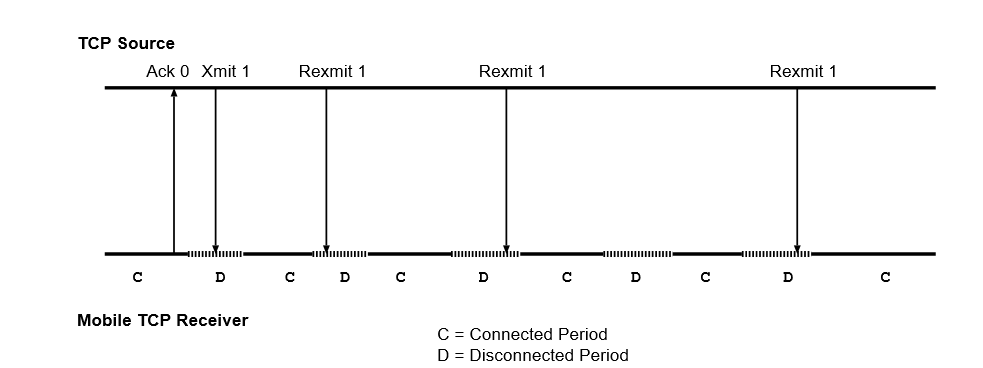 TCP Source
Ack 0 Xmit 1 Rexmit 1 Rexmit 1 Rexmit 1
C D C D C D C D C D C
Mobile TCP Receiver
C = Connected Period
D = Disconnected Period